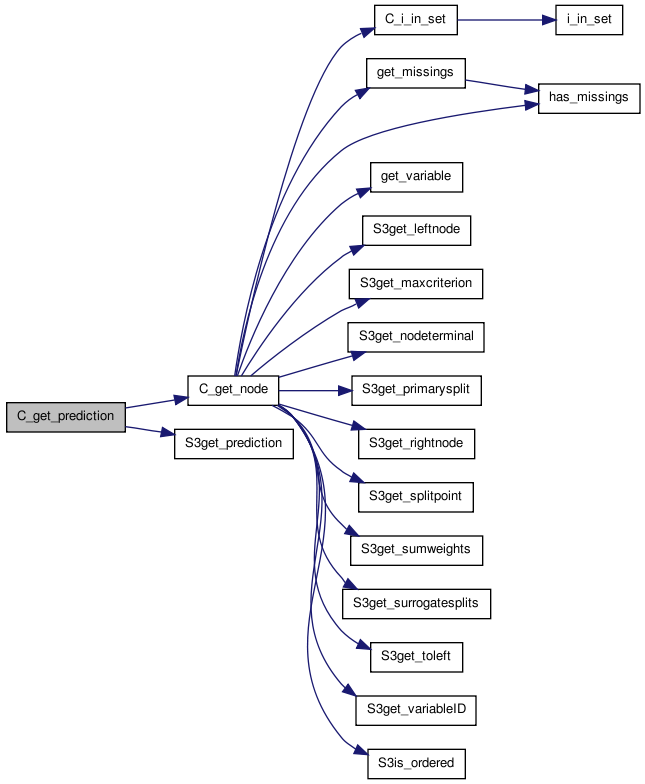 C_i_in_set
i_in_set
get_missings
has_missings
get_variable
S3get_leftnode
S3get_maxcriterion
S3get_nodeterminal
C_get_node
S3get_primarysplit
C_get_prediction
S3get_prediction
S3get_rightnode
S3get_splitpoint
S3get_sumweights
S3get_surrogatesplits
S3get_toleft
S3get_variableID
S3is_ordered